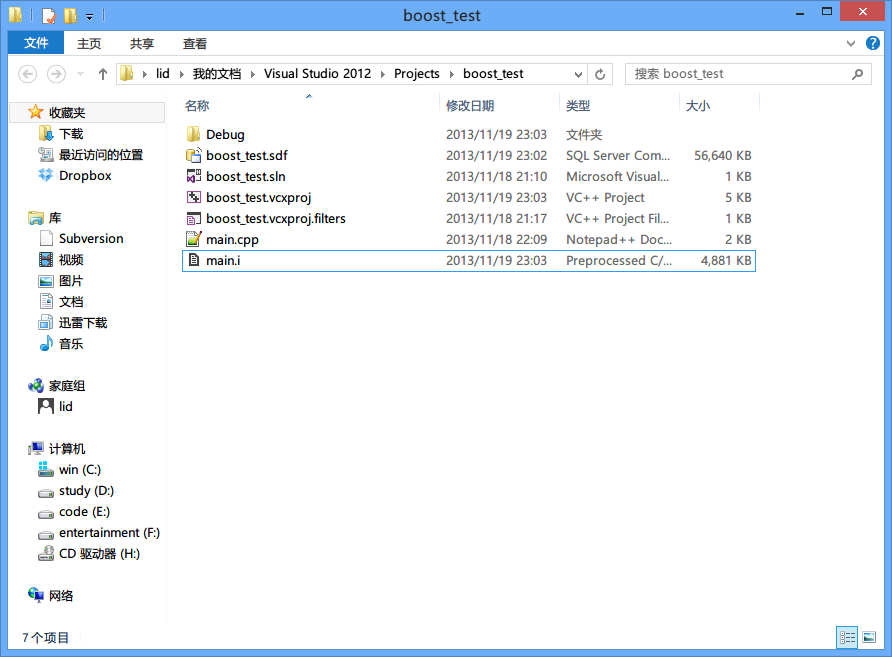 boost_test
文件 主页 共享 查看
lid 我的文档 Visual Studio 2012 Projects boost_test 搜索 boost_test
名称 修改日期 类型 大小
Debug 2013/11/19 23:03 文件夹
boost_test.sdf 2013/11/19 23:02 SQL Server Com... 56,640 KB
boost_test.sln 2013/11/18 21:10 Microsoft Visual... 1 KB
boost_test.vcxproj 2013/11/19 23:03 VC++ Project 5 KB
boost_test.vcxproj.filters 2013/11/18 21:17 VC++ Project Fil... 1 KB
main.cpp 2013/11/18 22:09 Notepad++ Doc... 2 KB
main.i 2013/11/19 23:03 Preprocessed C/... 4,881 KB
收藏夹
下载
最近访问的位置
Dropbox
库
Subversion
视频
图片
文档
迅雷下载
音乐
家庭组
lid
计算机
win (C:)
study (D:)
code (E:)
entertainment (F:)
CD 驱动器 (H:)
网络
7 个项目